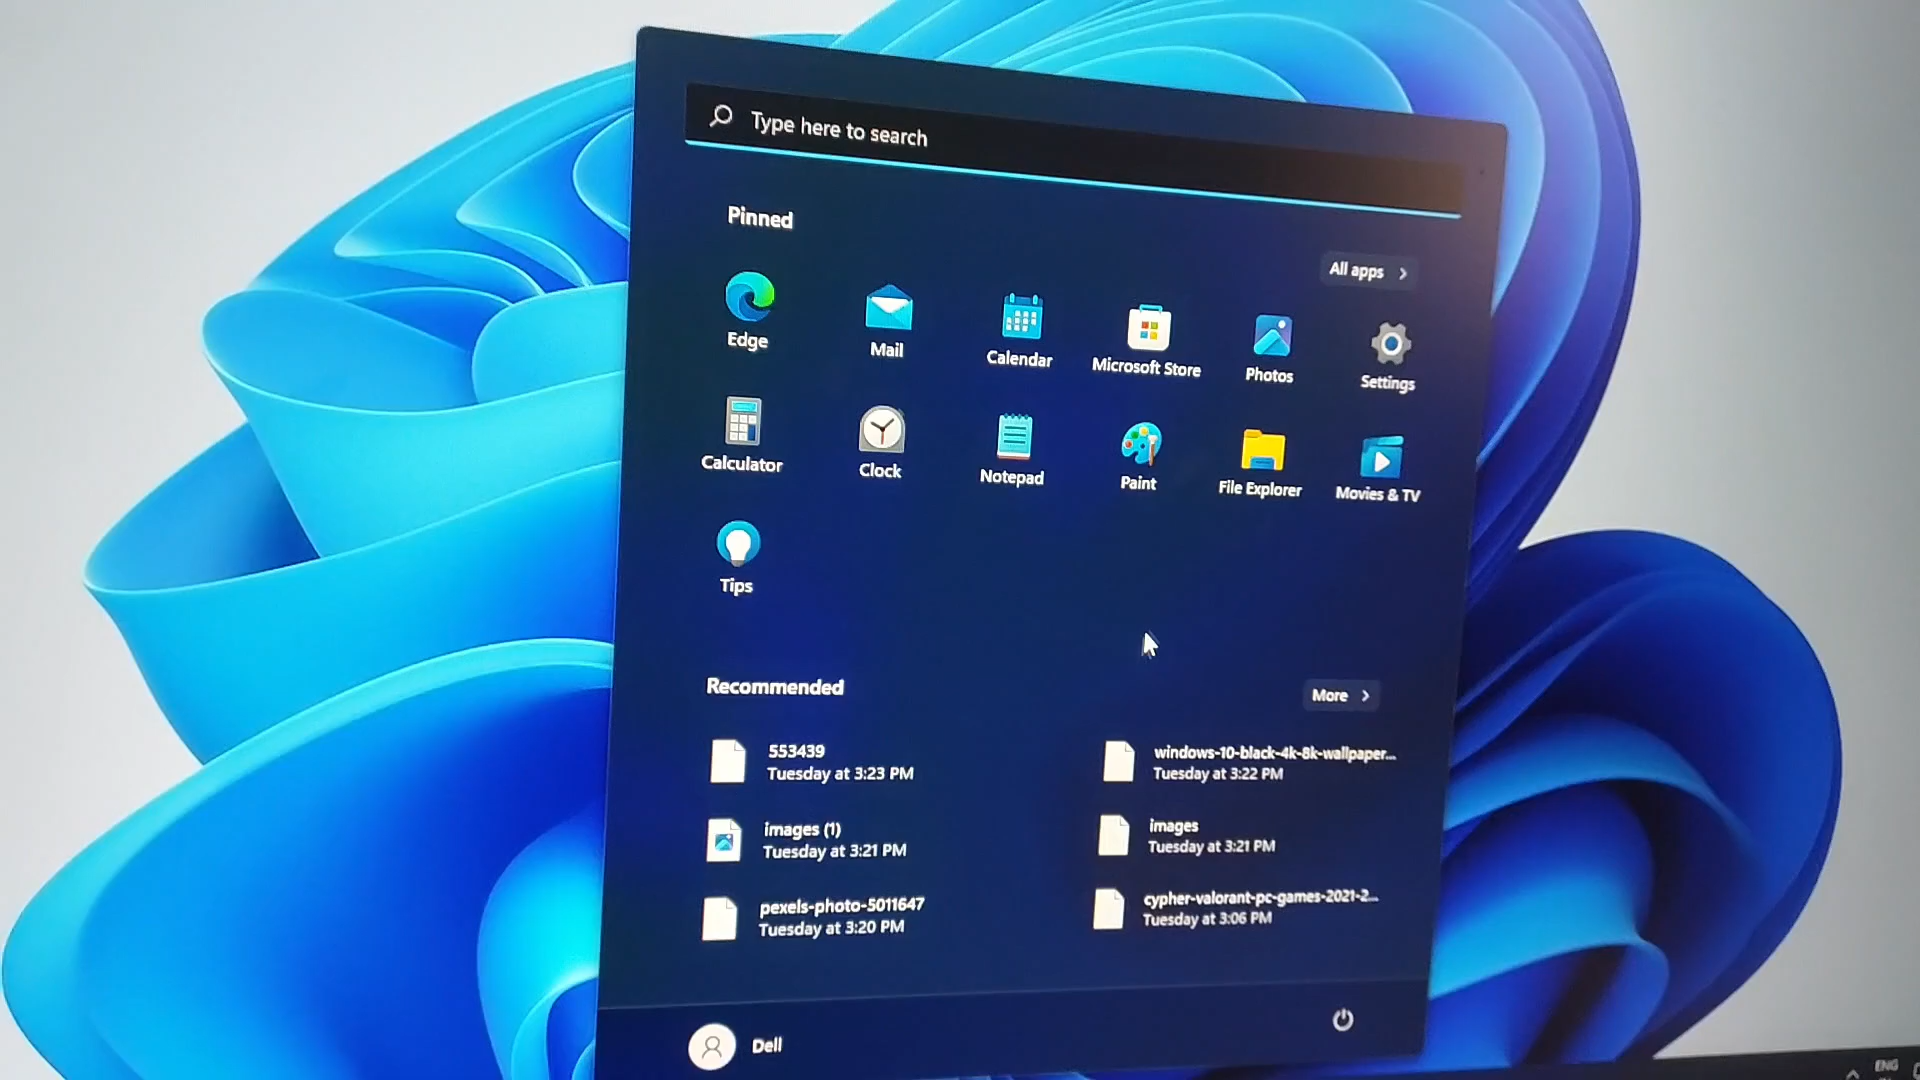 Type here to search
Pinned
All apps
Edge
Mail
Calendar
Microsoft Store
Photos
Settings
Calculator
Clock
Notepad
Paint
File Explorer
Movies & TV
Tips
Recommended
More
553439
Tuesday at 3:23 PM
windows-10-black-4k-8k-wallpaper...
Tuesday at 3:22 PM
images (1)
Tuesday at 3:21 PM
images
Tuesday at 3:21 PM
pexels-photo-5011647
Tuesday at 3:20 PM
cypher-valorant-pc-games-2021-2...
Tuesday at 3:06 PM
Dell
ENG